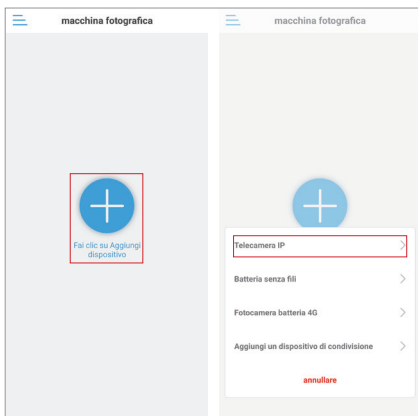 macchina fotografica
Fai clic su Aggiungi
dispositivo
macchina fotografica
Telecamera IP
Batteria senza fili
Fotocamera batteria 4G
Aggiungi un dispositivo di condivisione
annullare